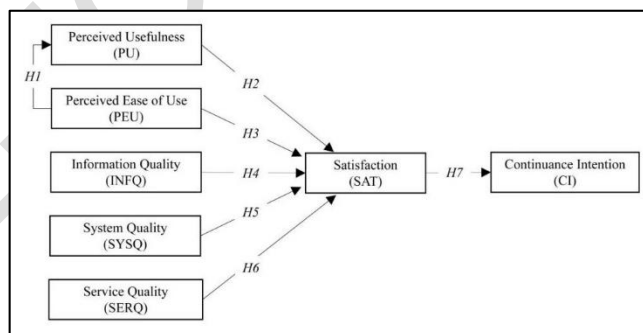 Perceived Usefulness
(PU)
H1
H2
Perceived Ease of Use
(PEU)
H3
Information Quality
(INFQ)
H4
Satisfaction
(SAT)
H7
Continuance Intention
(CI)
H5
System Quality
(SYSQ)
H6
Service Quality
(SERQ)